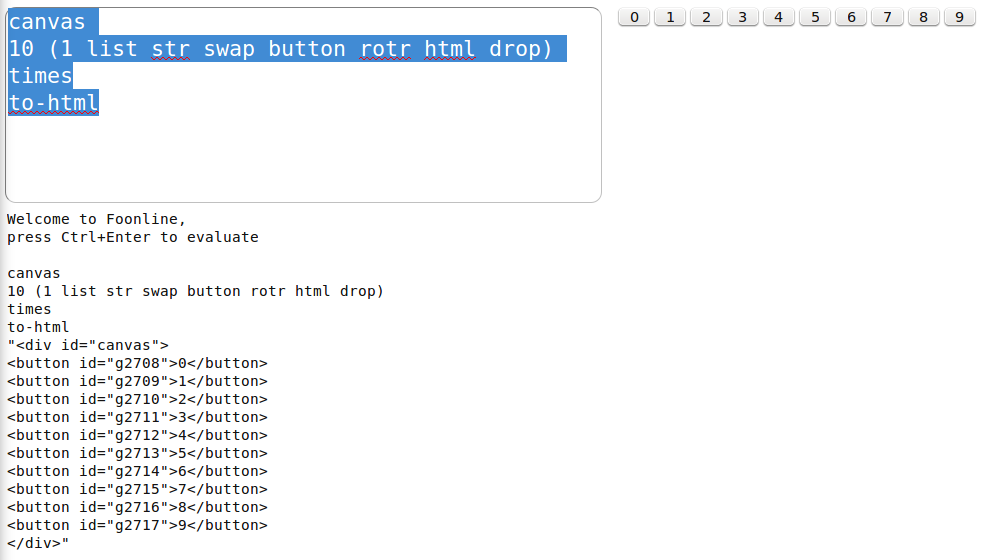 canvas
10 (1 list str swap button rotr html drop)
times
to-html
0 1 2 3 4 5 6 7 8 9
Welcome to Foonline,
press Ctrl+Enter to evaluate
canvas
10 (1 list str swap button rotr html drop)
times
to-html
"<div id="canvas">
<button id="g2708">0</button>
<button id="g2709">1</button>
<button id="g2710">2</button>
<button id="g2711">3</button>
<button id="g2712">4</button>
<button id="g2713">5</button>
<button id="g2714">6</button>
<button id="g2715">7</button>
<button id="g2716">8</button>
<button id="g2717">9</button>
</div>"